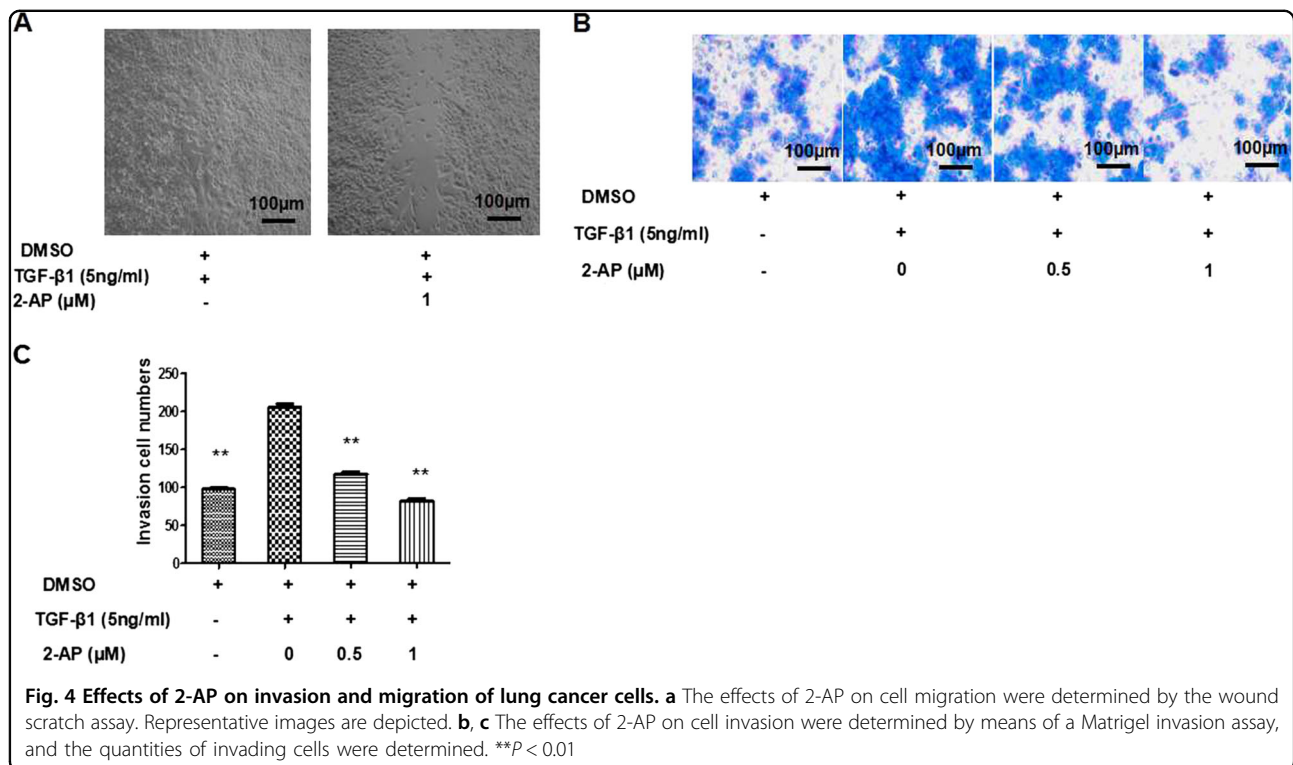 A
100μm 100μm
DMSO + +
TGF-β1 (5ng/ml) + +
2-AP (μM) - 1
B
100μm 100μm 100μm 100μm
DMSO + + + +
TGF-β1 (5ng/ml) - + + +
2-AP (μM) - 0 0.5 1
C
Invasion cell numbers
250
200
150
100
50
0
** ** **
DMSO + + + +
TGF-β1 (5ng/ml) - + + +
2-AP (μM) - 0 0.5 1
Fig. 4 Effects of 2-AP on invasion and migration of lung cancer cells. a The effects of 2-AP on cell migration were determined by the wound
scratch assay. Representative images are depicted. b, c The effects of 2-AP on cell invasion were determined by means of a Matrigel invasion assay,
and the quantities of invading cells were determined. **P < 0.01